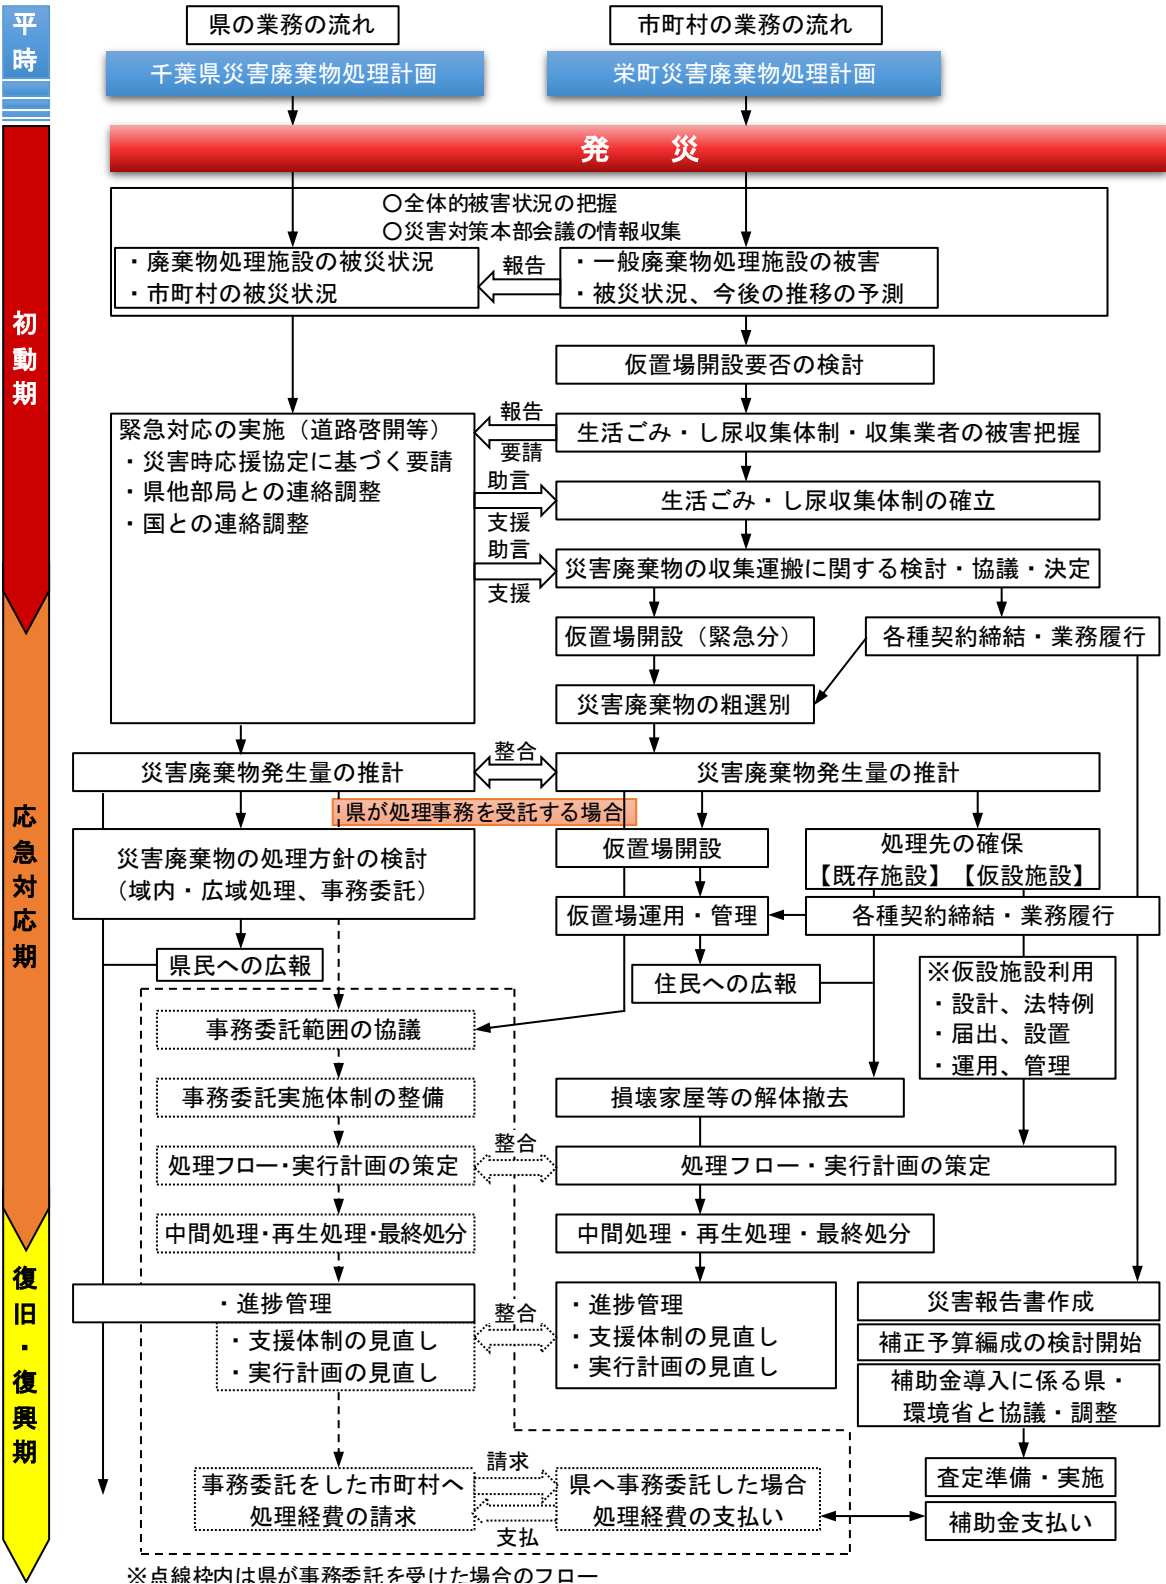 平時
県の業務の流れ
市町村の業務の流れ
千葉県災害廃棄物処理計画
栄町災害廃棄物処理計画
発　災
初動期
〇全体的被害状況の把握
〇災害対策本部会議の情報収集
・廃棄物処理施設の被災状況
・市町村の被災状況
報告
・一般廃棄物処理施設の被害
・被災状況、今後の推移の予測
仮置場開設要否の検討
緊急対応の実施（道路啓開等）
・災害時応援協定に基づく要請
・県他部局との連絡調整
・国との連絡調整
報告
要請
生活ごみ・し尿収集体制・収集業者の被害把握
助言
支援
生活ごみ・し尿収集体制の確立
助言
支援
災害廃棄物の収集運搬に関する検討・協議・決定
仮置場開設（緊急分）
各種契約締結・業務履行
災害廃棄物の粗選別
応急対応期
災害廃棄物発生量の推計
整合
災害廃棄物発生量の推計
県が処理事務を受託する場合
災害廃棄物の処理方針の検討
（域内・広域処理、事務委託）
仮置場開設
処理先の確保
【既存施設】【仮設施設】
仮置場運用・管理
各種契約締結・業務履行
県民への広報
住民への広報
※仮設施設利用
・設計、法特例
・届出、設置
・運用、管理
事務委託範囲の協議
事務委託実施体制の整備
損壊家屋等の解体撤去
処理フロー・実行計画の策定
整合
処理フロー・実行計画の策定
中間処理・再生処理・最終処分
中間処理・再生処理・最終処分
復旧・復興期
・進捗管理
・支援体制の見直し
・実行計画の見直し
整合
・進捗管理
・支援体制の見直し
・実行計画の見直し
災害報告書作成
補正予算編成の検討開始
補助金導入に係る県・
環境省と協議・調整
事務委託をした市町村へ
処理経費の請求
請求
支払
県へ事務委託した場合
処理経費の支払い
査定準備・実施
補助金支払い
※点線枠内は県が事務委託を受けた場合のフロー